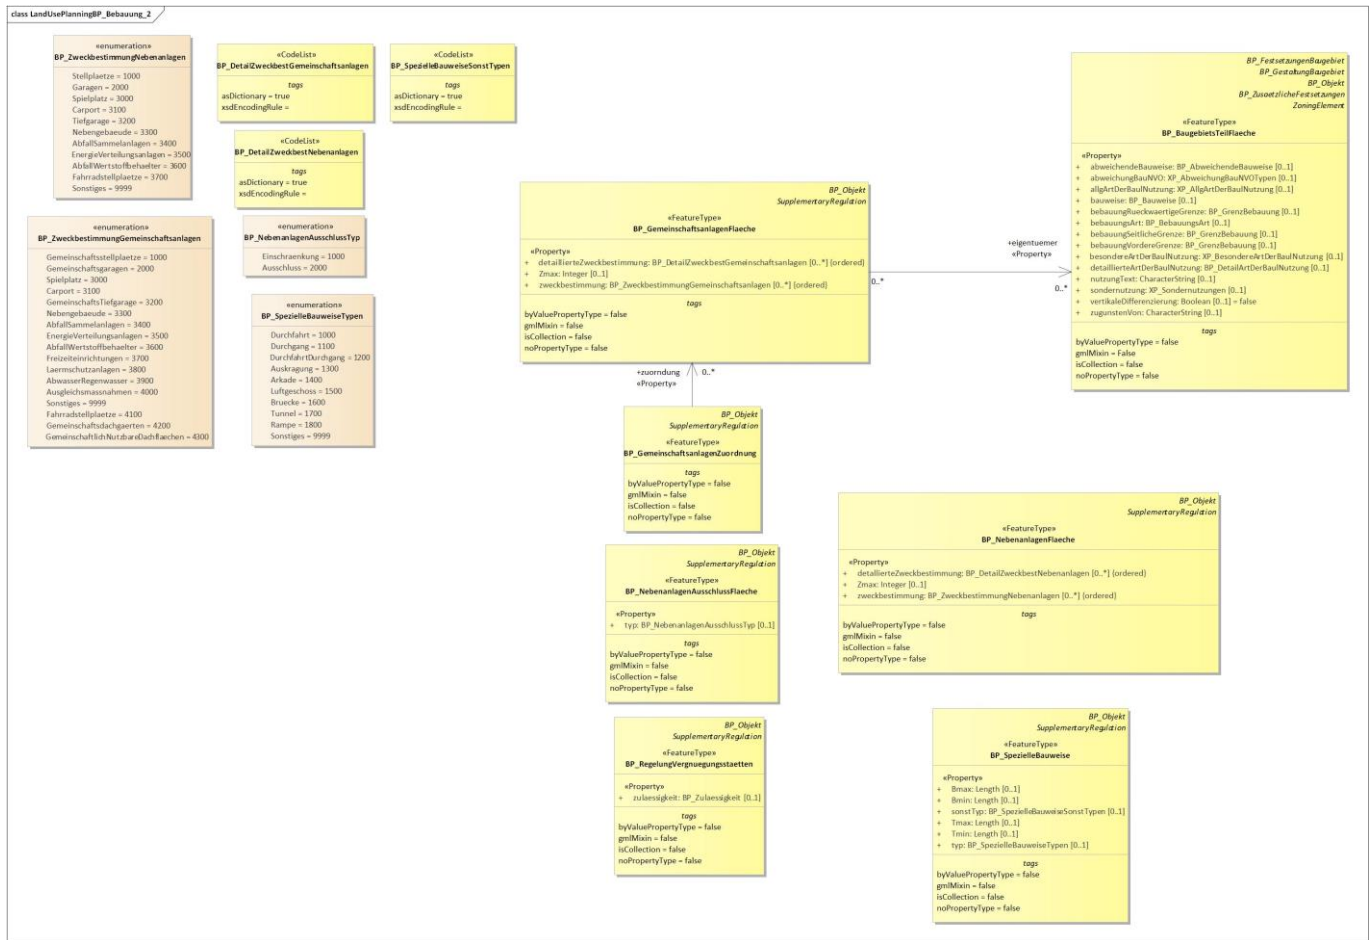 class LandUsePlanningBP_Bebauung_2
«enumeration»
BP_ZweckbestimmungNebenanlagen
Stellplaetze = 1000
Garagen = 2000
Spielplatz = 3000
Carport = 3100
Tiefgarage = 3200
Nebengebaeude = 3300
AbfallSammelanlagen = 3400
EnergieVerteilungsanlagen = 3500
AbfallWertstoffbehaelter = 3600
Fahrradstellplaetze = 3700
Sonstiges = 9999
«CodeList»
BP_DetailZweckbestGemeinschaftsanlagen
tags
asDictionary = true
xsdEncodingRule =
«CodeList»
BP_SpezielleBauweiseSonstTypen
tags
asDictionary = true
xsdEncodingRule =
«CodeList»
BP_DetailZweckbestNebenanlagen
tags
asDictionary = true
xsdEncodingRule =
«enumeration»
BP_ZweckbestimmungGemeinschaftsanlagen
Gemeinschaftsstellplaetze = 1000
Gemeinschaftsgaragen = 2000
Spielplatz = 3000
Carport = 3100
GemeinschaftsTiefgarage = 3200
Nebengebaeude = 3300
AbfallSammelanlagen = 3400
EnergieVerteilungsanlagen = 3500
AbfallWertstoffbehaelter = 3600
Freizeiteinrichtungen = 3700
Laermschutzanlagen = 3800
AbwasserRegenwasser = 3900
Ausgleichsmassnahmen = 4000
Sonstiges = 9999
Fahrradstellplaetze = 4100
Gemeinschaftsdachgaerten = 4200
GemeinschaftlichNutzbareDachflaechen = 4300
«enumeration»
BP_NebenanlagenAusschlussTyp
Einschraenkung = 1000
Ausschluss = 2000
«enumeration»
BP_SpezielleBauweiseTypen
Durchfahrt = 1000
Durchgang = 1100
DurchfahrtDurchgang = 1200
Auskragung = 1300
Arkade = 1400
Luftgeschoss = 1500
Bruecke = 1600
Tunnel = 1700
Rampe = 1800
Sonstiges = 9999
BP_Objekt
SupplementaryRegulation
«FeatureType»
BP_GemeinschaftsanlagenFlaeche
«Property»
+ detaillierteZweckbestimmung: BP_DetailZweckbestGemeinschaftsanlagen [0..*] {ordered}
+ Zmax: Integer [0..1]
+ zweckbestimmung: BP_ZweckbestimmungGemeinschaftsanlagen [0..*] {ordered}
tags
byValuePropertyType = false
gmlMixin = false
isCollection = false
noPropertyType = false
+eigentuemer
«Property»
0..*
0..*
BP_FestsetzungenBaugebiet
BP_GestaltungBaugebiet
BP_Objekt
BP_ZusaetzlicheFestsetzungen
ZoningElement
«FeatureType»
BP_BaugebietsTeilFlaeche
«Property»
+ abweichendeBauweise: BP_AbweichendeBauweise [0..1]
+ abweichungBauNVO: XP_AbweichungBauNVOTypen [0..1]
+ allgArtDerBaulNutzung: XP_AllgArtDerBaulNutzung [0..1]
+ bauweise: BP_Bauweise [0..1]
+ bebauungRueckwaertigeGrenze: BP_GrenzBebauung [0..1]
+ bebauungsArt: BP_BebauungsArt [0..1]
+ bebauungSeitlicheGrenze: BP_GrenzBebauung [0..1]
+ bebauungVordereGrenze: BP_GrenzBebauung [0..1]
+ besondereArtDerBaulNutzung: XP_BesondereArtDerBaulNutzung [0..1]
+ detaillierteArtDerBaulNutzung: BP_DetailArtDerBaulNutzung [0..1]
+ nutzungText: CharacterString [0..1]
+ sondernutzung: XP_Sondernutzungen [0..1]
+ vertikaleDifferenzierung: Boolean [0..1] = false
+ zugunstenVon: CharacterString [0..1]
tags
byValuePropertyType = false
gmlMixin = False
isCollection = false
noPropertyType = false
+zuorndung
«Property»
0..*
BP_Objekt
SupplementaryRegulation
«FeatureType»
BP_GemeinschaftsanlagenZuordnung
tags
byValuePropertyType = false
gmlMixin = false
isCollection = false
noPropertyType = false
BP_Objekt
SupplementaryRegulation
«FeatureType»
BP_NebenanlagenAusschlussFlaeche
«Property»
+ typ: BP_NebenanlagenAusschlussTyp [0..1]
tags
byValuePropertyType = false
gmlMixin = false
isCollection = false
noPropertyType = false
BP_Objekt
SupplementaryRegulation
«FeatureType»
BP_NebenanlagenFlaeche
«Property»
+ detaillierteZweckbestimmung: BP_DetailZweckbestNebenanlagen [0..*] {ordered}
+ Zmax: Integer [0..1]
+ zweckbestimmung: BP_ZweckbestimmungNebenanlagen [0..*] {ordered}
tags
byValuePropertyType = false
gmlMixin = false
isCollection = false
noPropertyType = false
BP_Objekt
SupplementaryRegulation
«FeatureType»
BP_RegelungVergnuegungsstaetten
«Property»
+ zulaessigkeit: BP_Zulaessigkeit [0..1]
tags
byValuePropertyType = false
gmlMixin = false
isCollection = false
noPropertyType = false
BP_Objekt
SupplementaryRegulation
«FeatureType»
BP_SpezielleBauweise
«Property»
+ Bmax: Length [0..1]
+ Bmin: Length [0..1]
+ sonstTyp: BP_SpezielleBauweiseSonstTypen [0..1]
+ Tmax: Length [0..1]
+ Tmin: Length [0..1]
+ typ: BP_SpezielleBauweiseTypen [0..1]
tags
byValuePropertyType = false
gmlMixin = false
isCollection = false
noPropertyType = false